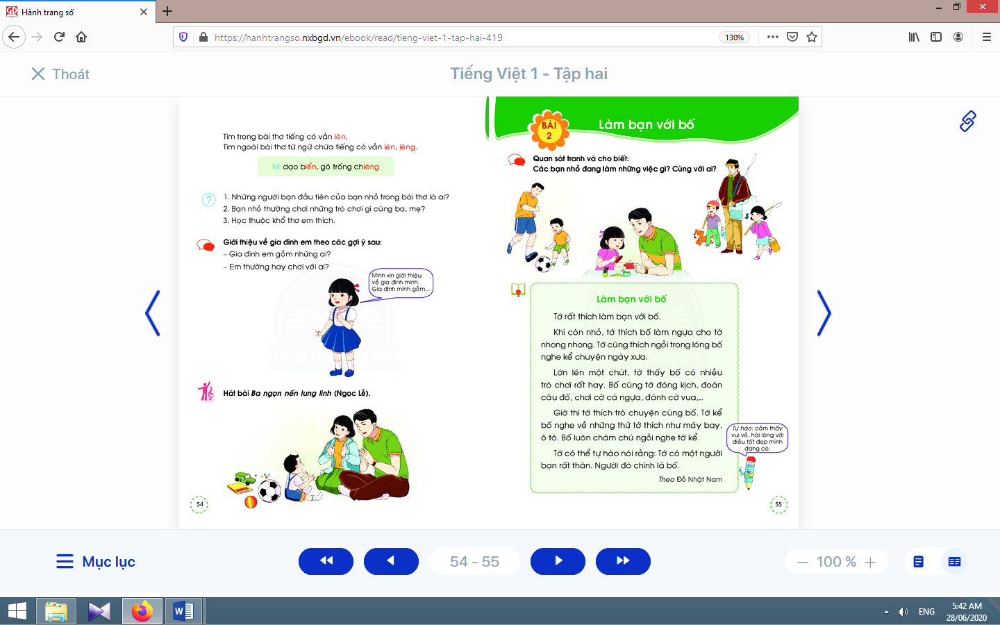 Hành trang số
https://hanhtrangso.nxbgd.vn/ebook/read/tieng-viet-1-tap-hai-419
130%
Thoát
Tiếng Việt 1 - Tập hai
Tìm trong bài thơ tiếng có vần iên.
Tìm ngoài bài thơ từ ngữ chứa tiếng có vần iên, iêng.
M: dạo biển, gõ trống chiêng
?
1. Những người bạn đầu tiên của bạn nhỏ trong bài thơ là ai?
2. Bạn nhỏ thường chơi những trò chơi gì cùng ba, mẹ?
3. Học thuộc khổ thơ em thích.
Giới thiệu về gia đình em theo các gợi ý sau:
– Gia đình em gồm những ai?
– Em thường hay chơi với ai?
Mình xin giới thiệu
về gia đình mình.
Gia đình mình gồm...
Hát bài Ba ngọn nến lung linh (Ngọc Lễ).
54
BÀI
2
Làm bạn với bố
Quan sát tranh và cho biết:
Các bạn nhỏ đang làm những việc gì? Cùng với ai?
Làm bạn với bố
Tớ rất thích làm bạn với bố.
Khi còn nhỏ, tớ thích bố làm ngựa cho tớ
nhong nhong. Tớ cũng thích ngồi trong lòng bố
nghe kể chuyện ngày xưa.
Lớn lên một chút, tớ thấy bố có nhiều
trò chơi rất hay. Bố cùng tớ đóng kịch, đoán
câu đố, chơi cờ cá ngựa, đánh cờ vua,...
Giờ thì tớ thích trò chuyện cùng bố. Tớ kể
bố nghe về những thứ tớ thích như máy bay,
ô tô. Bố luôn chăm chú ngồi nghe tớ kể.
Tớ có thể tự hào nói rằng: Tớ có một người
bạn rất thân. Người đó chính là bố.
Theo Đỗ Nhật Nam
Tự hào: cảm thấy
vui vẻ, hài lòng với
điều tốt đẹp mình
đang có.
55
Mục lục
54 - 55
100 %
ENG
5:42 AM
28/06/2020